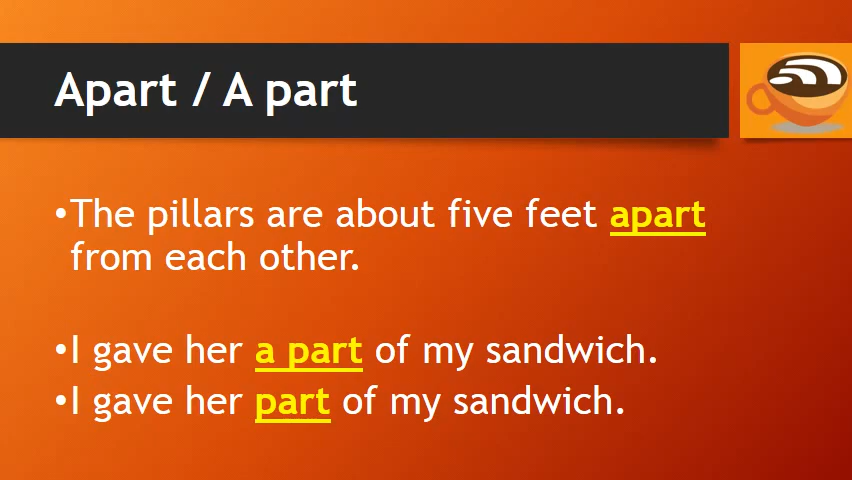 Apart / A part
•The pillars are about five feet apart
from each other.
•I gave her a part of my sandwich.
•I gave her part of my sandwich.